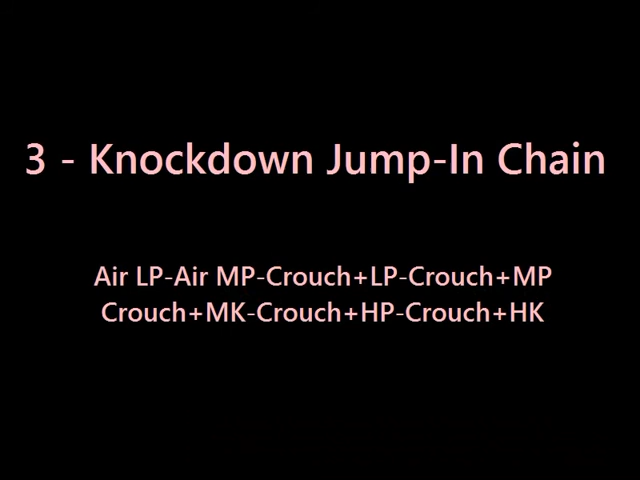 3 - Knockdown Jump-In Chain
Air LP-Air MP-Crouch+LP-Crouch+MP
Crouch+MK-Crouch+HP-Crouch+HK